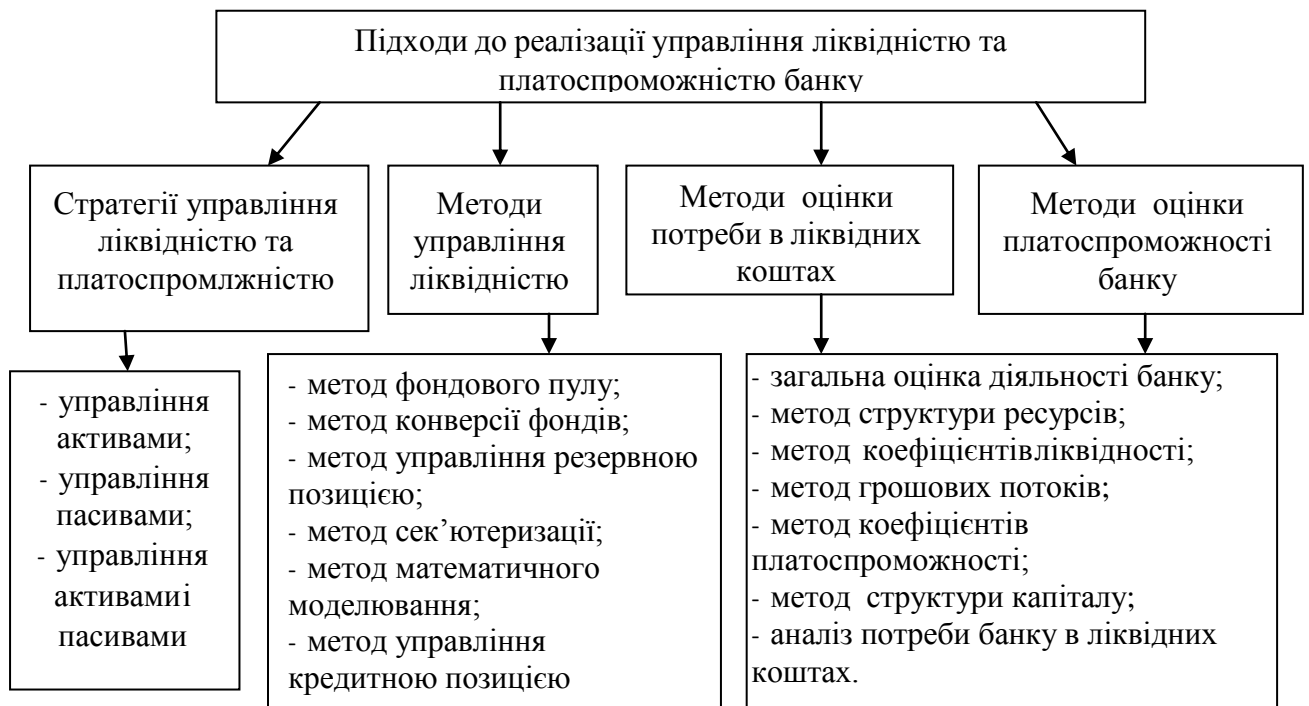 Підходи до реалізації управління ліквідністю та
платоспроможністю банку
Стратегії управління
ліквідністю та
платоспромлжністю
Методи
управління
ліквідністю
Методи оцінки
потреби в ліквідних
коштах
Методи оцінки
платоспроможності
банку
- управління
активами;
- управління
пасивами;
- управління
активамиі
пасивами
- метод фондового пулу;
- метод конверсії фондів;
- метод управління резервною
позицією;
- метод сек’ютеризації;
- метод математичного
моделювання;
- метод управління
кредитною позицією
- загальна оцінка діяльності банку;
- метод структури ресурсів;
- метод коефіцієнтівліквідності;
- метод грошових потоків;
- метод коефіцієнтів
платоспроможності;
- метод структури капіталу;
- аналіз потреби банку в ліквідних
коштах.